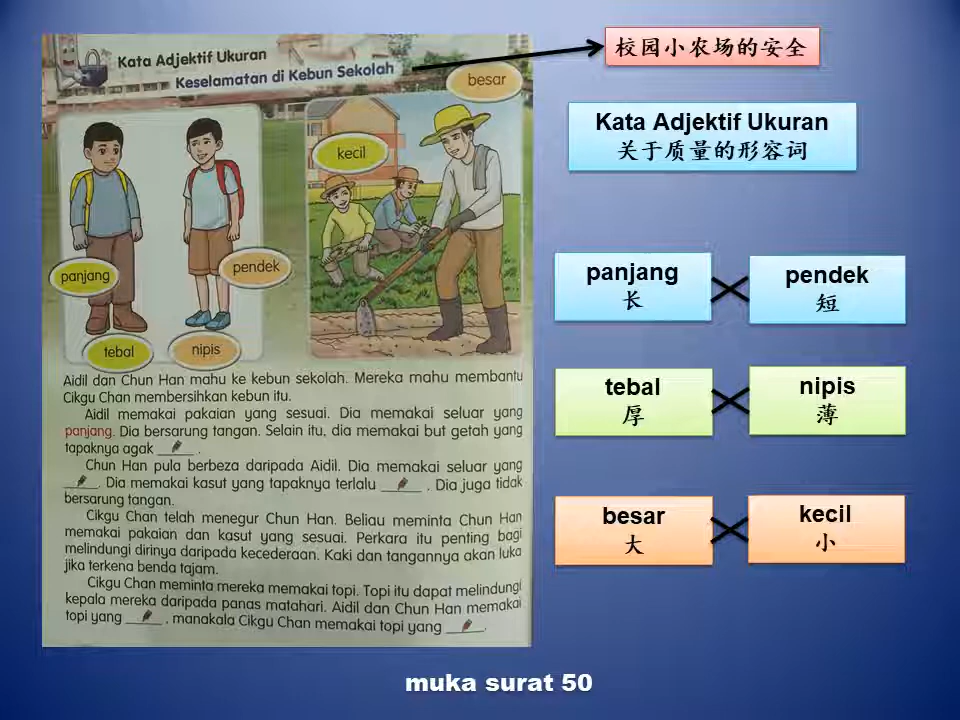 Kata Adjektif Ukuran
Keselamatan di Kebun Sekolah
besar
kecil
panjang
pendek
tebal
nipis
Aidil dan Chun Han mahu ke kebun sekolah. Mereka mahu membantu
Cikgu Chan membersihkan kebun itu.
Aidil memakai pakaian yang sesuai. Dia memakai seluar yang
panjang. Dia bersarung tangan. Selain itu, dia memakai but getah yang
tapaknya agak ____ .
Chun Han pula berbeza daripada Aidil. Dia memakai seluar yang
____. Dia memakai kasut yang tapaknya terlalu ____ . Dia juga tidak
bersarung tangan.
Cikgu Chan telah menegur Chun Han. Beliau meminta Chun Han
memakai pakaian dan kasut yang sesuai. Perkara itu penting bagi
melindungi dirinya daripada kecederaan. Kaki dan tangannya akan luka
jika terkena benda tajam.
Cikgu Chan meminta mereka memakai topi. Topi itu dapat melindungi
kepala mereka daripada panas matahari. Aidil dan Chun Han memakai
topi yang ____ , manakala Cikgu Chan memakai topi yang ____.
校园小农场的安全
Kata Adjektif Ukuran
关于质量的形容词
panjang
长
pendek
短
tebal
厚
nipis
薄
besar
大
kecil
小
muka surat 50